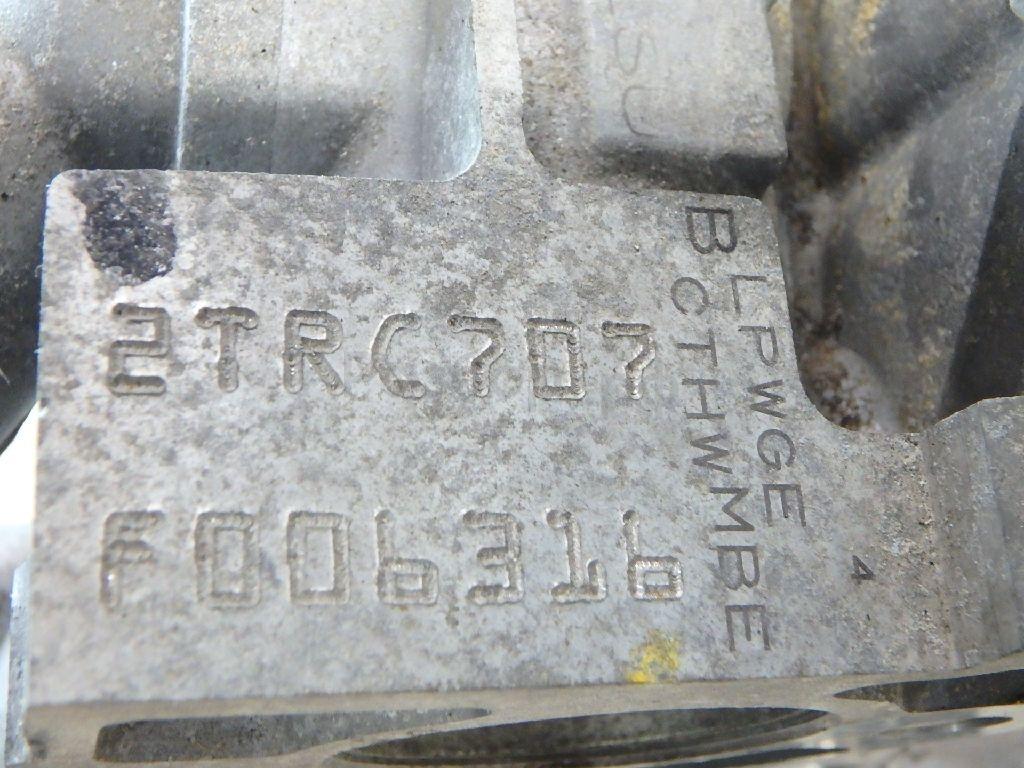 2TRC707
F006316
BLPWGE
BCTHWMBE
4